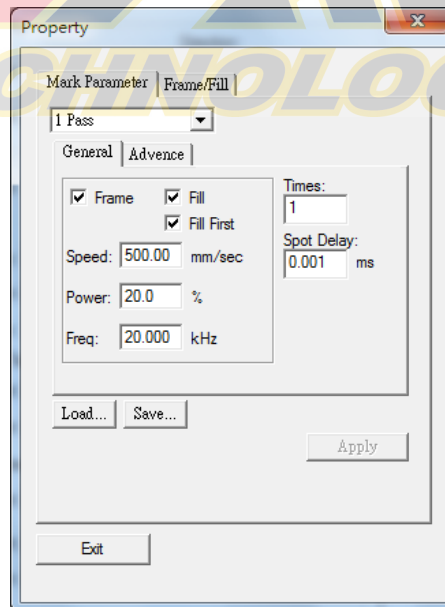 Property
Mark Parameter Frame/Fill
1 Pass
General Advence
Frame Fill
Fill First
Times:
1
Speed: 500.00 mm/sec
Spot Delay:
0.001 ms
Power: 20.0 %
Freq: 20.000 kHz
Load... Save...
Apply
Exit